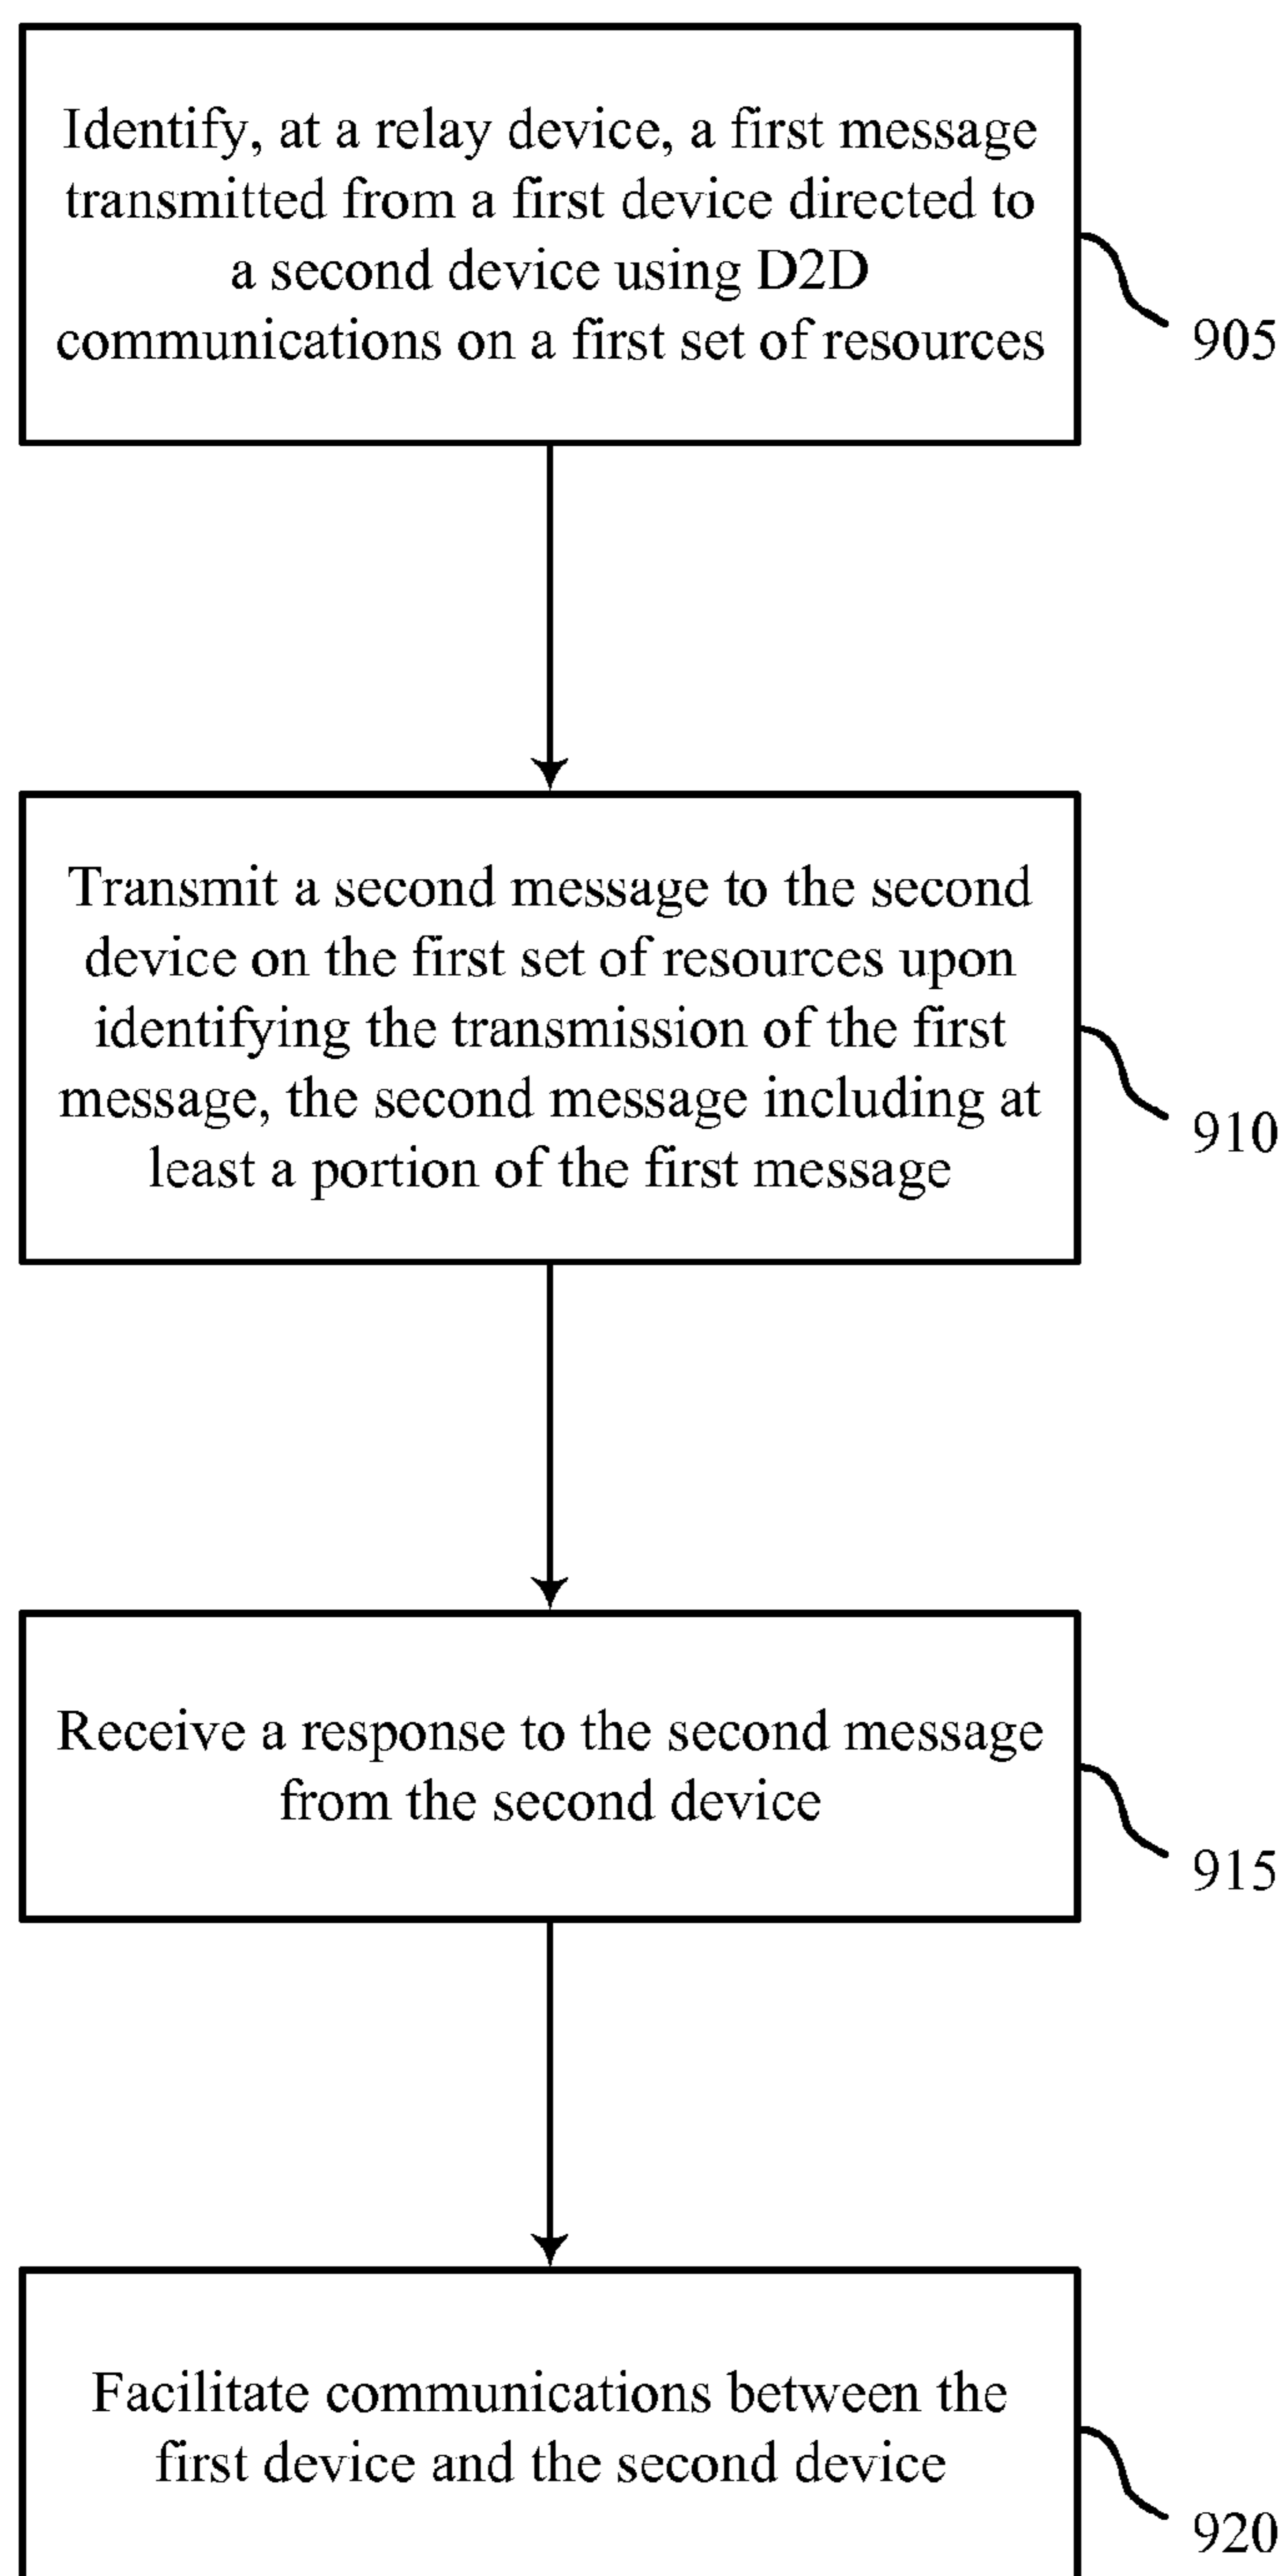 Identify, at a relay device, a first message
transmitted from a first device directed to
a second device using D2D
communications on a first set of resources
905
Transmit a second message to the second
device on the first set of resources upon
identifying the transmission of the first
message, the second message including at
least a portion of the first message
910
Receive a response to the second message
from the second device
915
Facilitate communications between the
first device and the second device
920